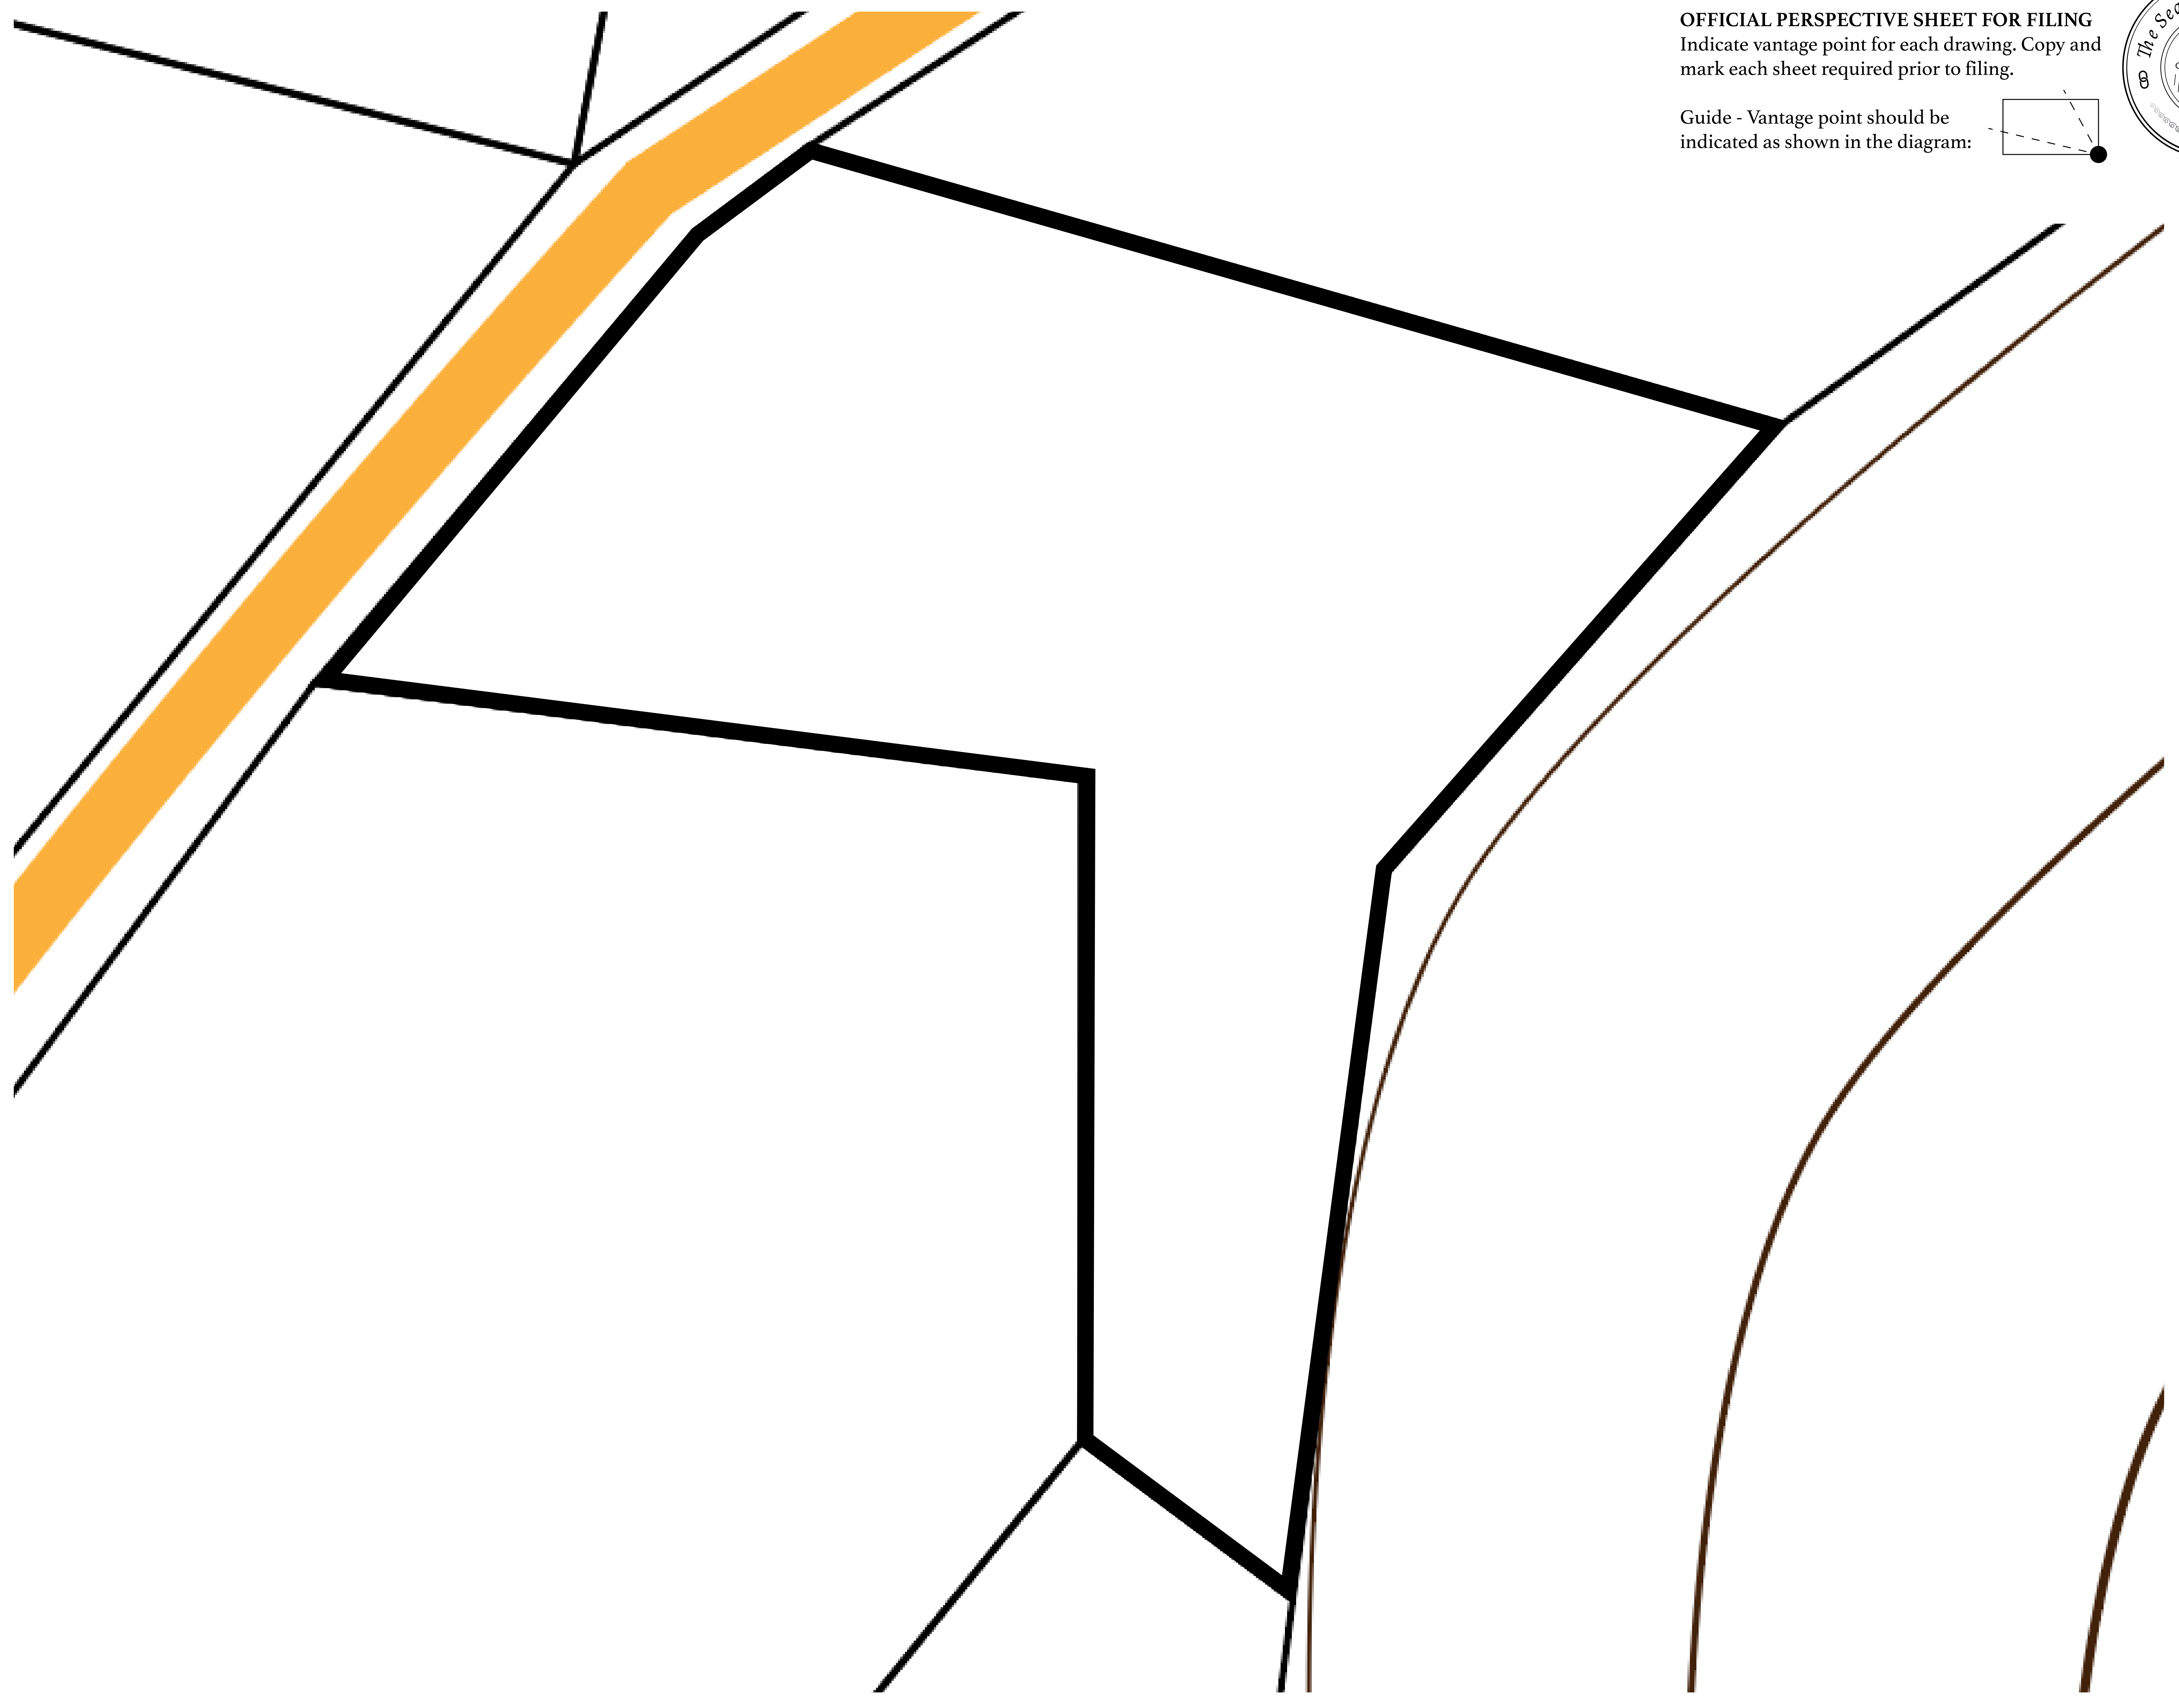 OFFICIAL PERSPECTIVE SHEET FOR FILING
Indicate vantage point for each drawing. Copy and
mark each sheet required prior to filing.
Guide - Vantage point should be
indicated as shown in the diagram:
The